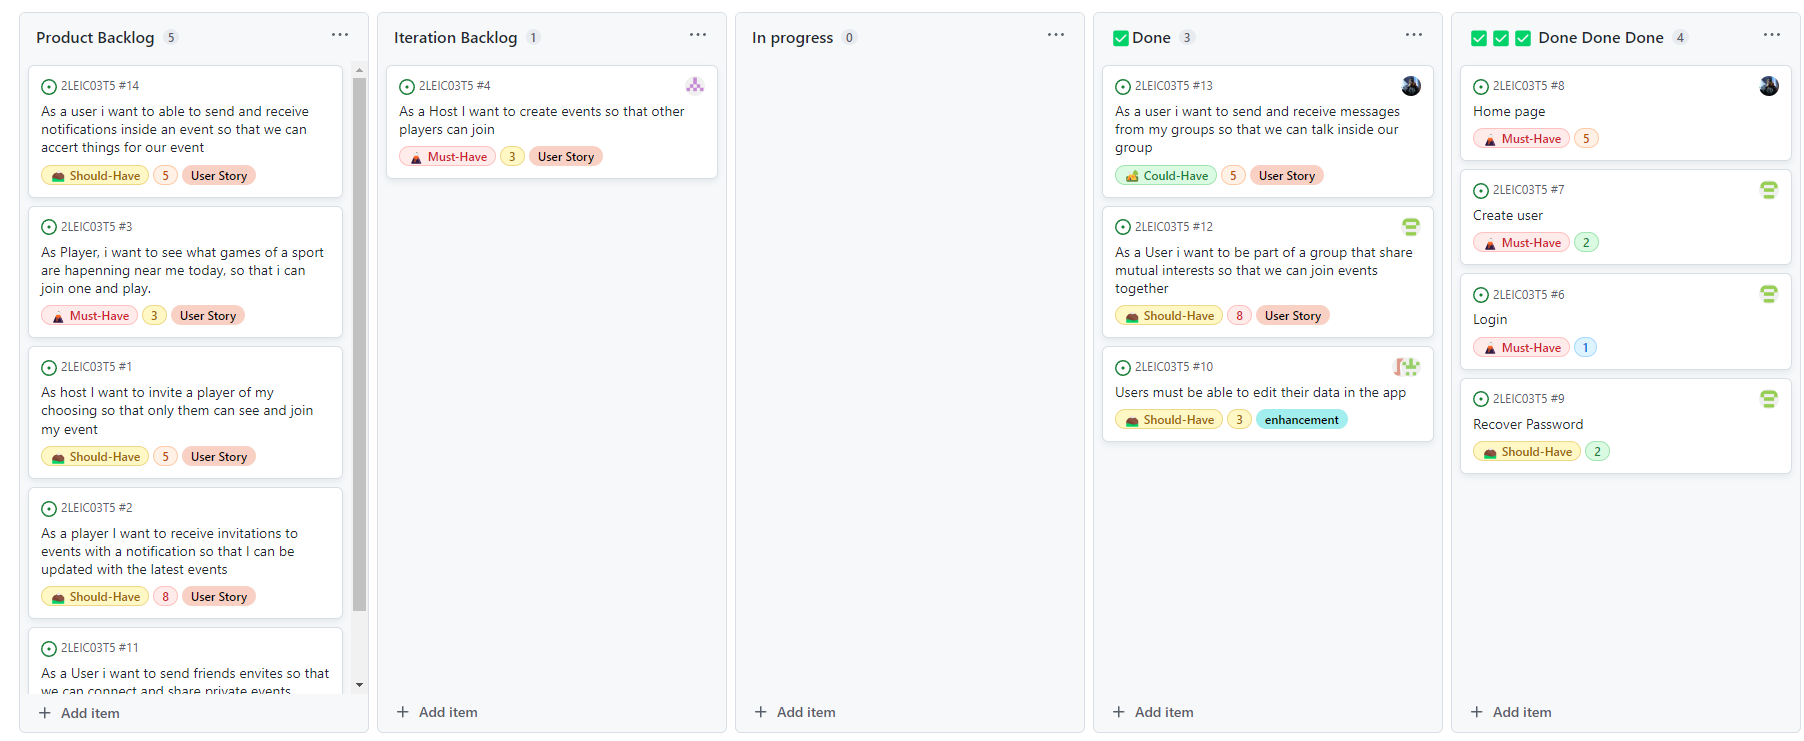 Product Backlog 5
2LEIC03T5 #14
As a user i want to able to send and receive
notifications inside an event so that we can
accert things for our event
Should-Have 5 User Story
2LEIC03T5 #3
As Player, i want to see what games of a sport
are hapenning near me today, so that i can
join one and play.
Must-Have 3 User Story
2LEIC03T5 #1
As host I want to invite a player of my
choosing so that only them can see and join
my event
Should-Have 5 User Story
2LEIC03T5 #2
As a player I want to receive invitations to
events with a notification so that I can be
updated with the latest events
Should-Have 8 User Story
2LEIC03T5 #11
As a User i want to send friends envites so that
we can connect and share private events
+ Add item
Iteration Backlog 1
2LEIC03T5 #4
As a Host I want to create events so that other
players can join
Must-Have 3 User Story
+ Add item
In progress 0
+ Add item
Done 3
2LEIC03T5 #13
As a user i want to send and receive messages
from my groups so that we can talk inside our
group
Could-Have 5 User Story
2LEIC03T5 #12
As a User i want to be part of a group that share
mutual interests so that we can join events
together
Should-Have 8 User Story
2LEIC03T5 #10
Users must be able to edit their data in the app
Should-Have 3 enhancement
+ Add item
Done Done Done 4
2LEIC03T5 #8
Home page
Must-Have 5
2LEIC03T5 #7
Create user
Must-Have 2
2LEIC03T5 #6
Login
Must-Have 1
2LEIC03T5 #9
Recover Password
Should-Have 2
+ Add item